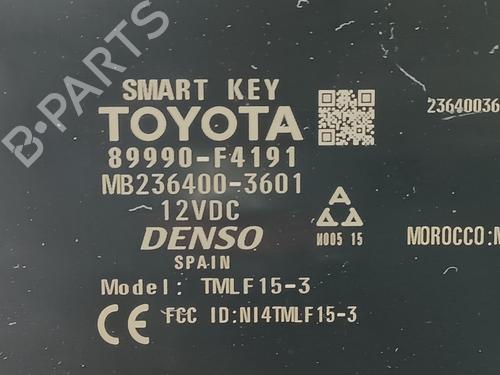 SMART KEY
TOYOTA
89990-F4191
MB236400-3601
12VDC
DENSO
SPAIN
Model: TMLF15-3
CE FCC ID:NI4TMLF15-3
N005 15
23640036
MOROCCO:M
B-PARTS